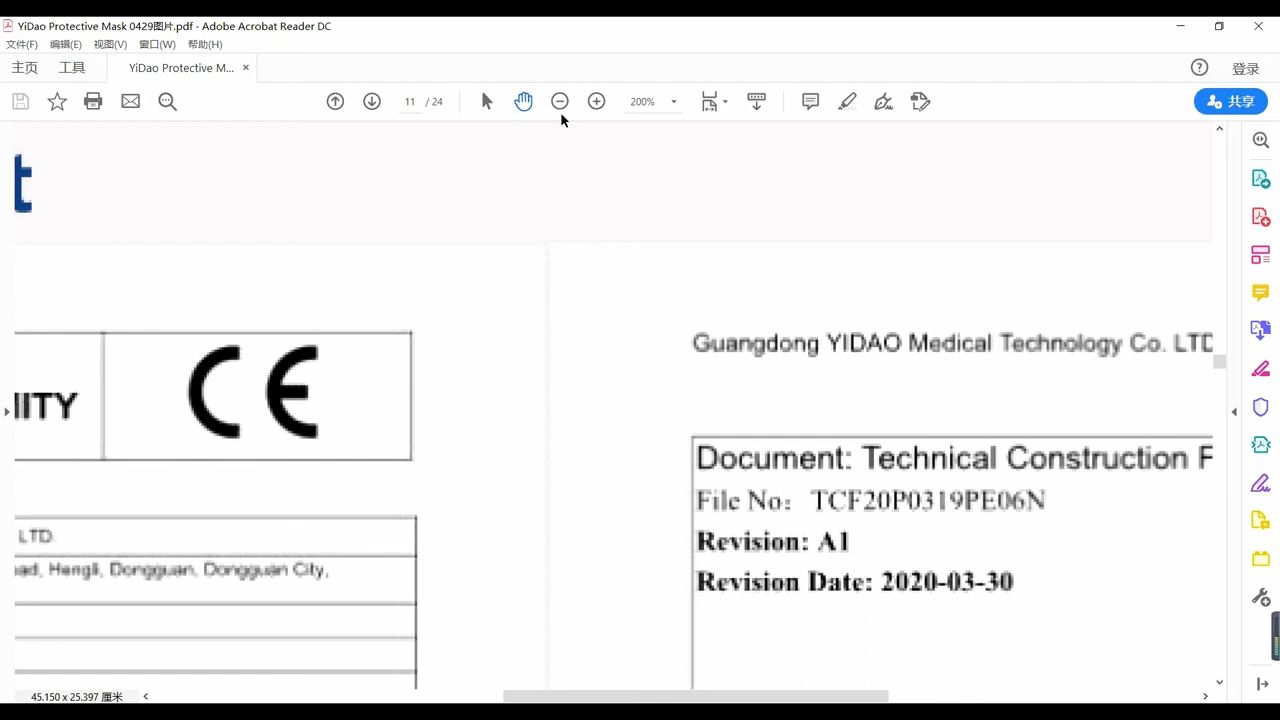 YiDao Protective Mask 0429图片.pdf - Adobe Acrobat Reader DC
文件(F) 编辑(E) 视图(V) 窗口(W) 帮助(H)
主页 工具 YiDao Protective M... × 登录
11 / 24 200% 共享
t
Guangdong YIDAO Medical Technology Co. LTD
IITY CE
Document: Technical Construction F
File No: TCF20P0319PE06N
LTD.
Revision: A1
ad, Hengli, Dongguan, Dongguan City,
Revision Date: 2020-03-30
45.150 x 25.397 厘米